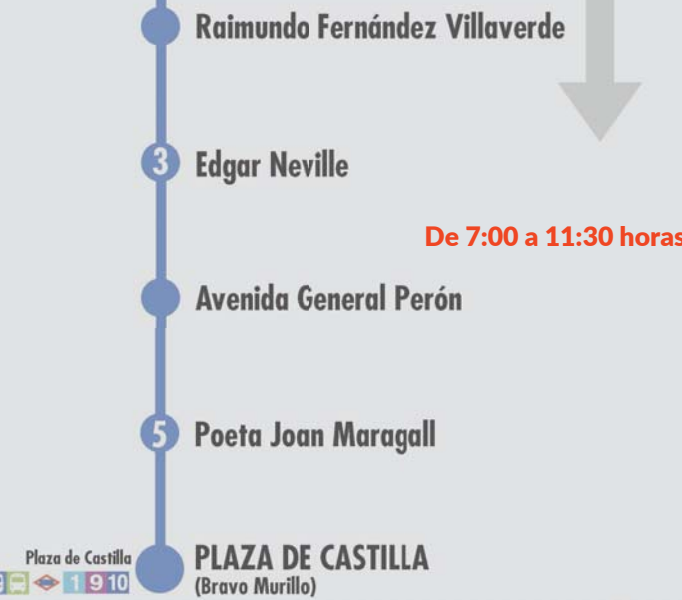 Raimundo Fernández Villaverde
3 Edgar Neville
De 7:00 a 11:30 horas
Avenida General Perón
5 Poeta Joan Maragall
Plaza de Castilla
1 9 10
PLAZA DE CASTILLA
(Bravo Murillo)